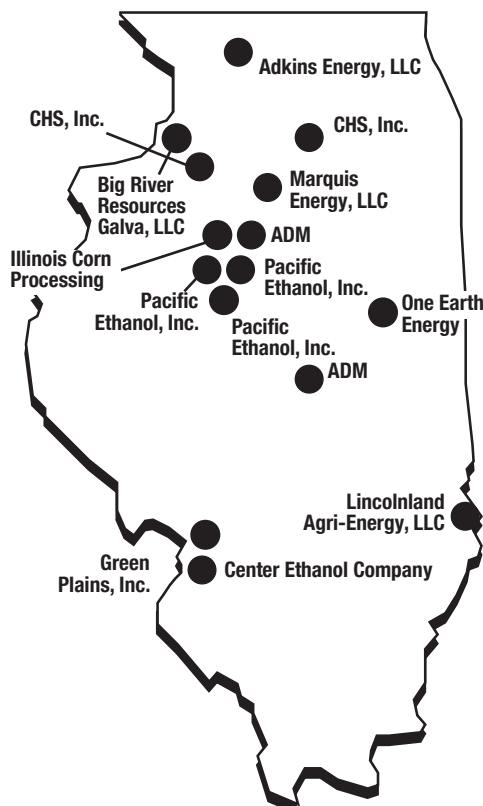 Adkins Energy, LLC
CHS, Inc.
CHS, Inc.
Big River
Resources
Galva, LLC
Marquis
Energy, LLC
ADM
Illinois Corn
Processing
Pacific
Ethanol, Inc.
Pacific
Ethanol, Inc.
Pacific
Ethanol, Inc.
One Earth
Energy
ADM
Lincolnland
Agri-Energy, LLC
Green
Plains, Inc.
Center Ethanol Company